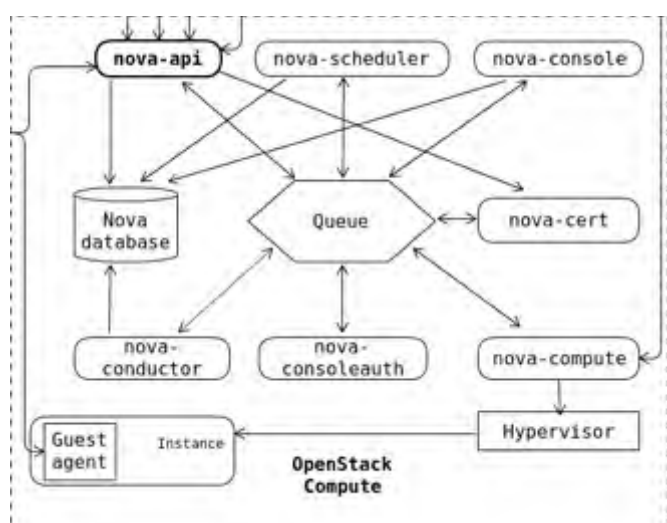 nova-api
nova-scheduler
nova-console
Nova
database
Queue
nova-cert
nova-
conductor
nova-
consoleauth
nova-compute
Guest
agent
Instance
Hypervisor
OpenStack
Compute